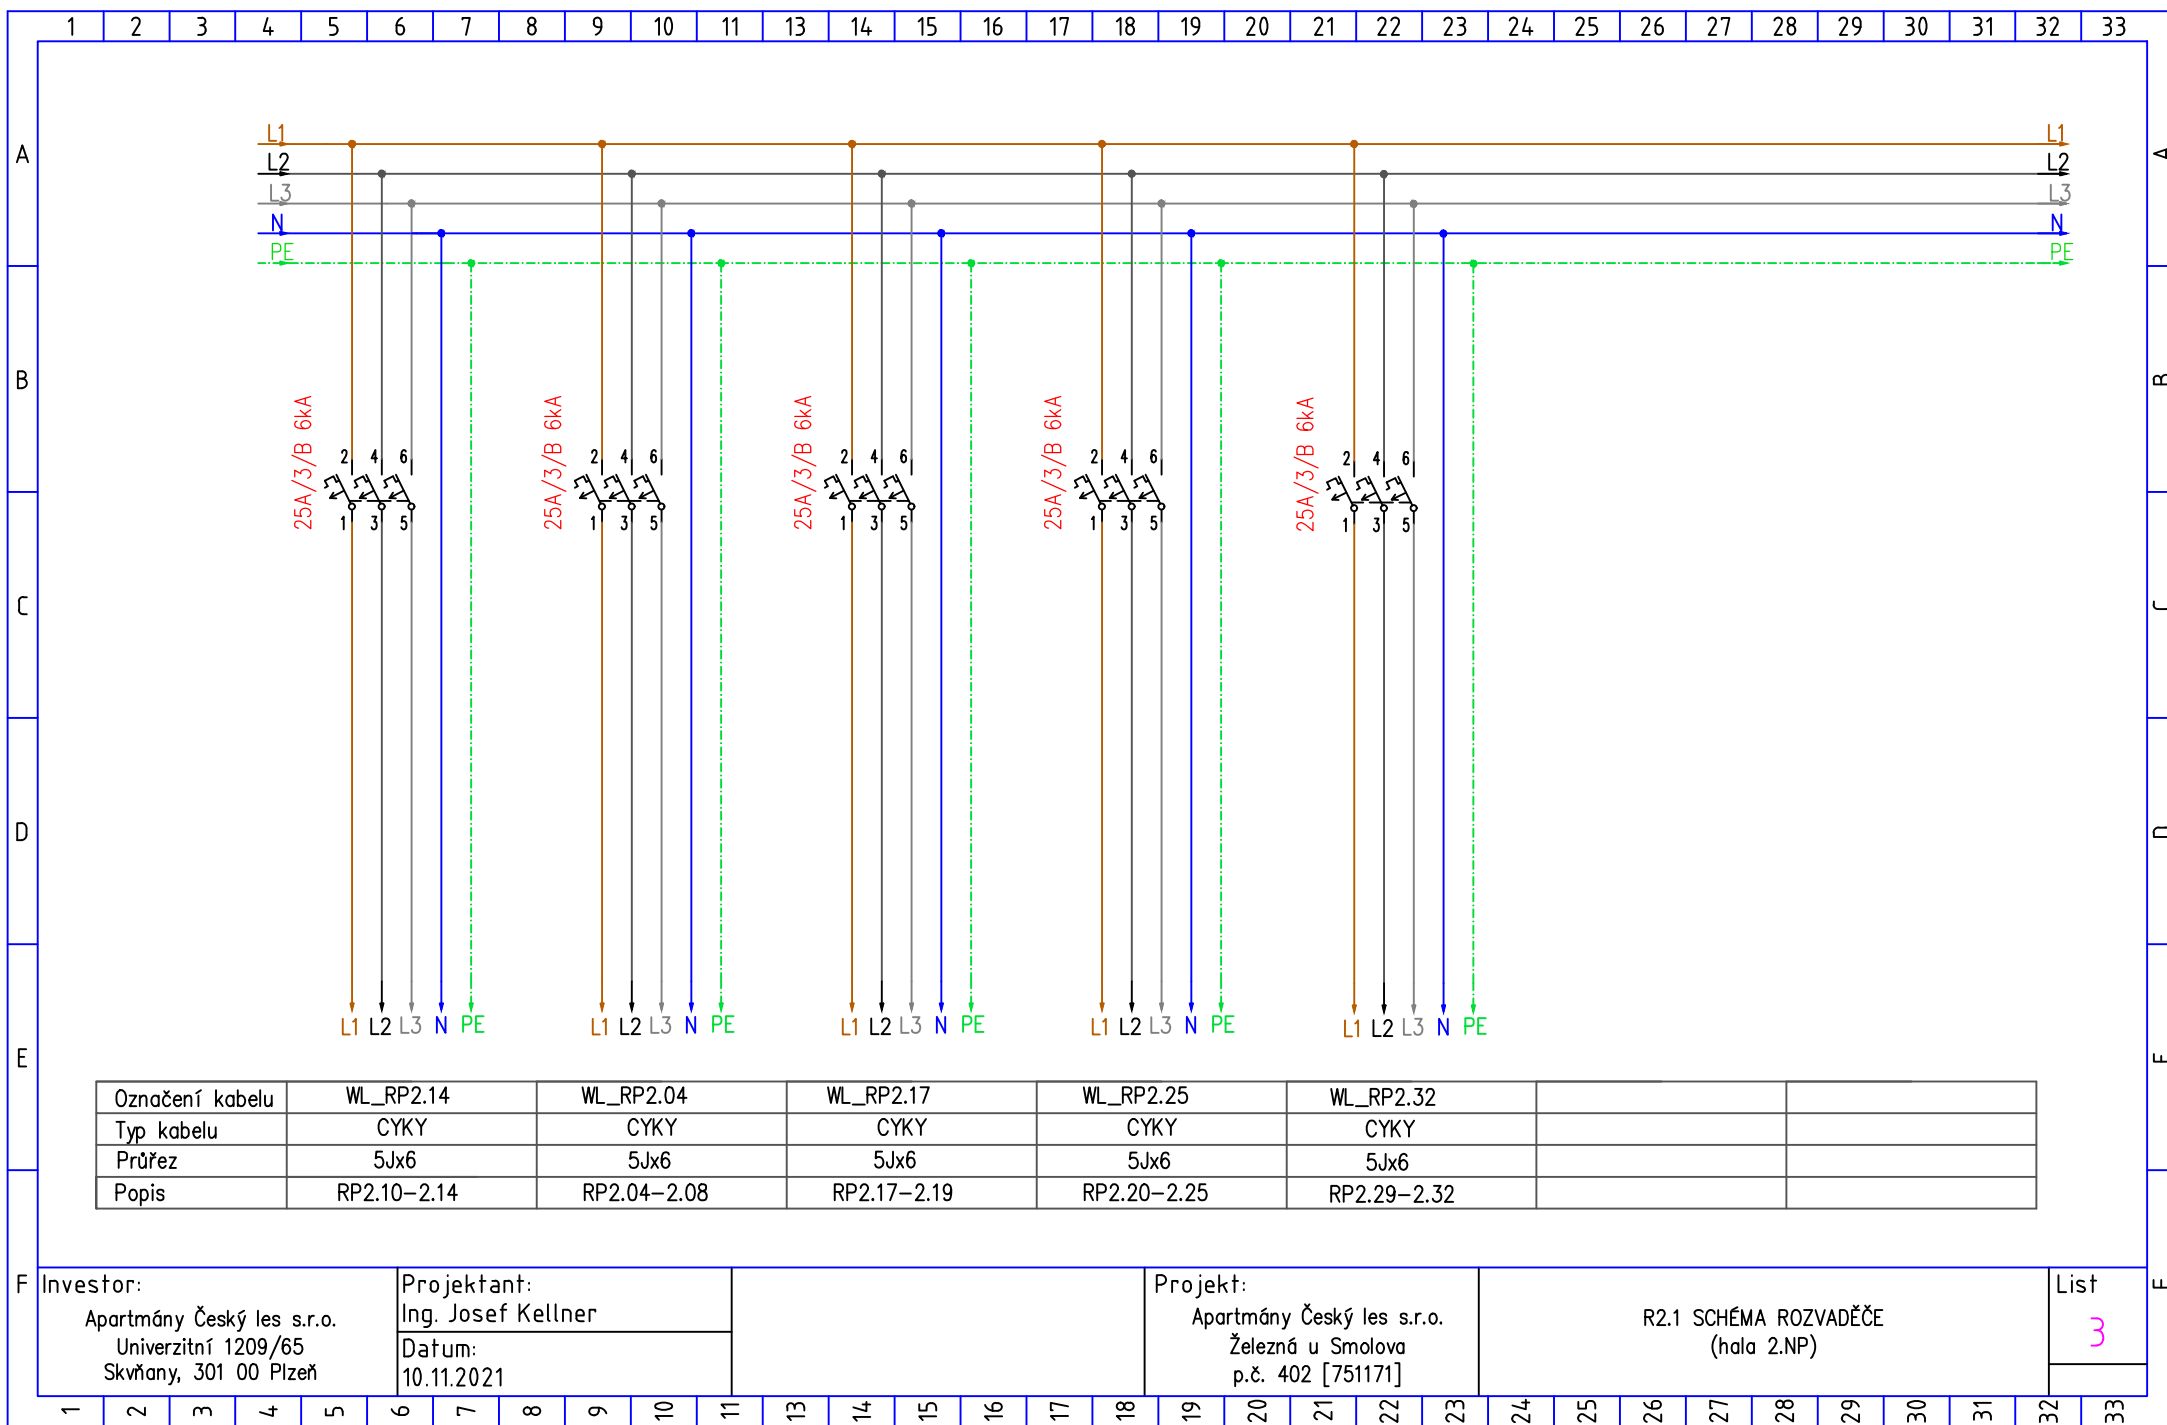 1 2 3 4 5 6 7 8 9 10 11 13 14 15 16 17 18 19 20 21 22 23 24 25 26 27 28 29 30 31 32 33
A A
L1 L1
L2 L2
L3 L3
N N
PE PE
B B
25A/3/B 6kA 25A/3/B 6kA 25A/3/B 6kA 25A/3/B 6kA 25A/3/B 6kA
2 4 6 2 4 6 2 4 6 2 4 6 2 4 6
1 3 5 1 3 5 1 3 5 1 3 5 1 3 5
C C
D D
L1 L2 L3 N PE L1 L2 L3 N PE L1 L2 L3 N PE L1 L2 L3 N PE L1 L2 L3 N PE
E E
Označení kabelu WL_RP2.14 WL_RP2.04 WL_RP2.17 WL_RP2.25 WL_RP2.32
Typ kabelu CYKY CYKY CYKY CYKY CYKY
Průřez 5Jx6 5Jx6 5Jx6 5Jx6 5Jx6
Popis RP2.10-2.14 RP2.04-2.08 RP2.17-2.19 RP2.20-2.25 RP2.29-2.32
F F
Investor:
Apartmány Český les s.r.o.
Univerzitní 1209/65
Skvňany, 301 00 Plzeň
Projektant:
Ing. Josef Kellner
Datum:
10.11.2021
Projekt:
Apartmány Český les s.r.o.
Železná u Smolova
p.č. 402 [751171]
R2.1 SCHÉMA ROZVADĚČE
(hala 2.NP)
List
3
1 2 3 4 5 6 7 8 9 10 11 13 14 15 16 17 18 19 20 21 22 23 24 25 26 27 28 29 30 31 32 33